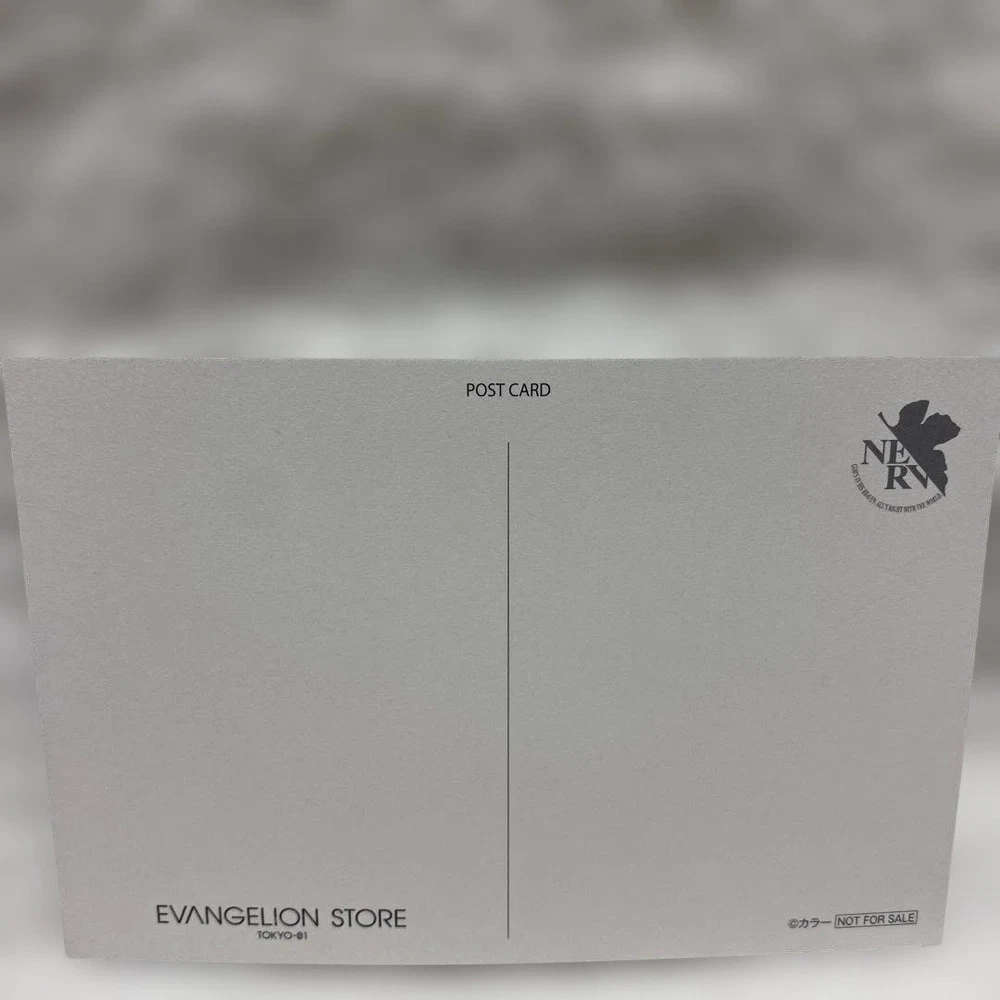 POST CARD
NERV
GOD'S IN HIS HEAVEN. ALL'S RIGHT WITH THE WORLD.
EVANGELION STORE
TOKYO-01
©カラー NOT FOR SALE